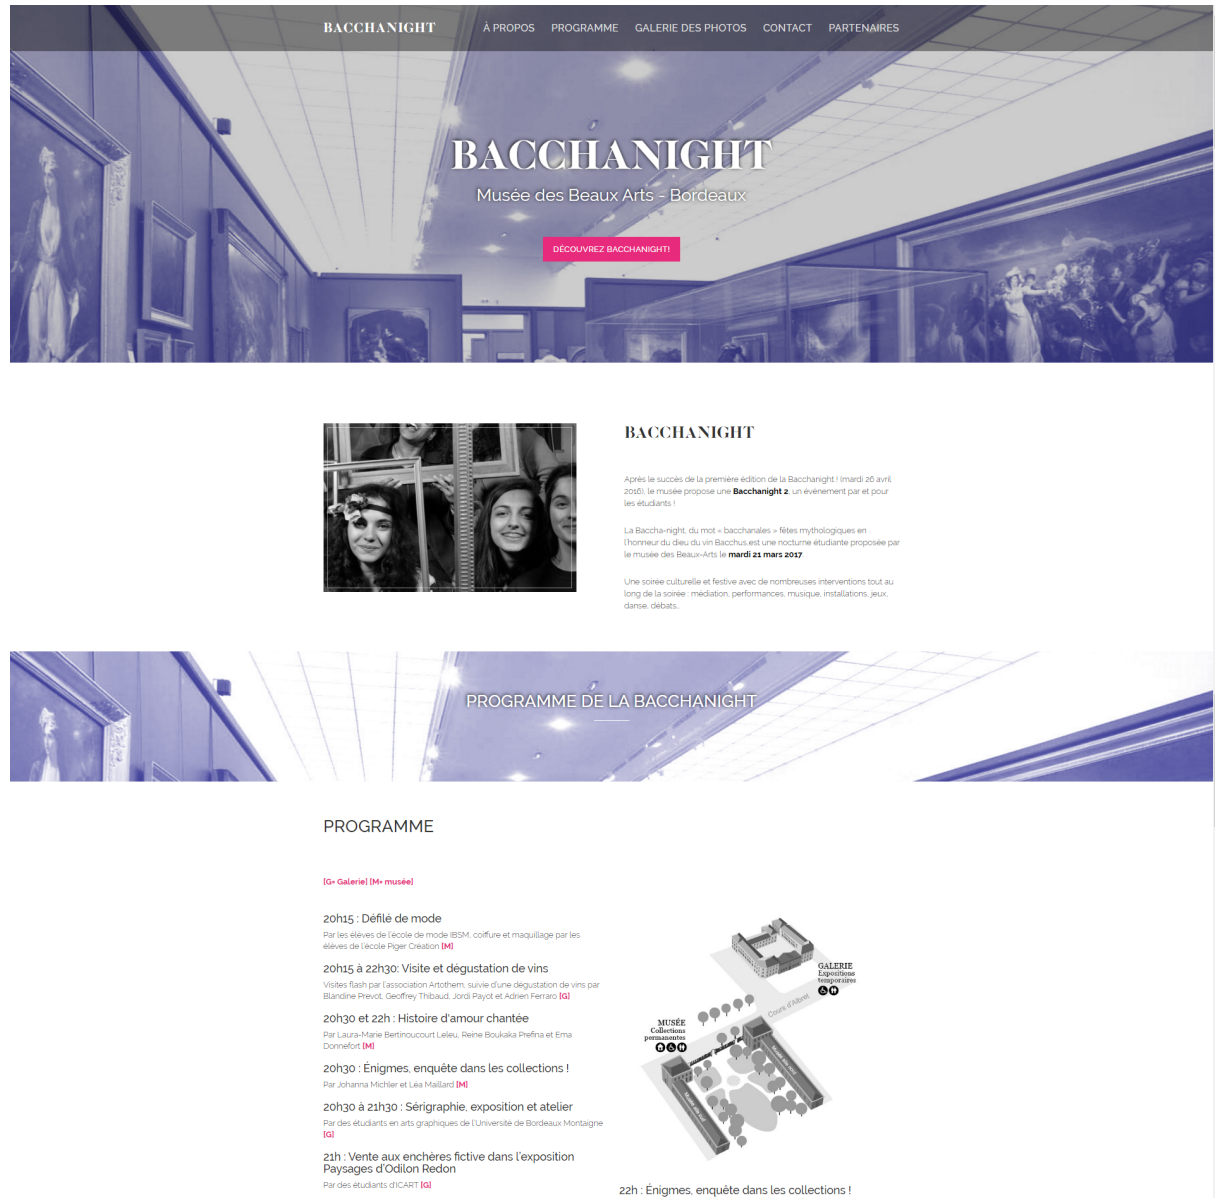 BACCHANIGHT
À PROPOS PROGRAMME GALERIE DES PHOTOS CONTACT PARTENAIRES
BACCHANIGHT
Musée des Beaux Arts - Bordeaux
DÉCOUVREZ BACCHANIGHT!
BACCHANIGHT
Après le succès de la première édition de la Bacchanight ! (mardi 26 avril
2016), le musée propose une Bacchanight 2, un évènement par et pour
les étudiants !
La Baccha-night, du mot « bacchanales » fêtes mythologiques en
l'honneur du dieu du vin Bacchus,est une nocturne étudiante proposée par
le musée des Beaux-Arts le mardi 21 mars 2017.
Une soirée culturelle et festive avec de nombreuses interventions tout au
long de la soirée : médiation, performances, musique, installations, jeux,
danse, débats...
PROGRAMME DE LA BACCHANIGHT
PROGRAMME
[G= Galerie] [M= musée]
20h15 : Défilé de mode
Par les élèves de l'école de mode IBSM, coiffure et maquillage par les
élèves de l'école Piger Création [M]
20h15 à 22h30: Visite et dégustation de vins
Visites flash par l'association Artothem, suivie d'une dégustation de vins par
Blandine Prevot, Geoffrey Thibaud, Jordi Payot et Adrien Ferraro [G]
20h30 et 22h : Histoire d'amour chantée
Par Laura-Marie Bertinoucourt Leleu, Reine Boukaka Prefina et Ema
Donnefort [M]
20h30 : Énigmes, enquête dans les collections !
Par Johanna Michler et Léa Maillard [M]
20h30 à 21h30 : Sérigraphie, exposition et atelier
Par des étudiants en arts graphiques de l'Université de Bordeaux Montaigne
[G]
21h : Vente aux enchères fictive dans l'exposition
Paysages d'Odilon Redon
Par des étudiants d'ICART [G]
GALERIE
Expositions
temporaires
Cours d'Albret
MUSÉE
Collections
permanentes
Musée aile nord
Musée aile sud
22h : Énigmes, enquête dans les collections !